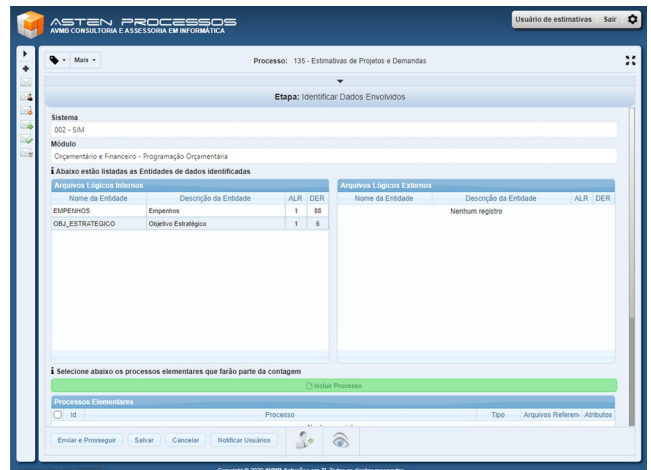 ASTEN PROCESSOS
AVMB CONSULTORIA E ASSESSORIA EM INFORMÁTICA
Usuário de estimativas Sair
Mais
Processo: 135 - Estimativas de Projetos e Demandas
Etapa: Identificar Dados Envolvidos
Sistema
002 - SIM
Módulo
Orçamentário e Financeiro - Programação Orçamentária
Abaixo estão listadas as Entidades de dados identificadas
Arquivos Lógicos Internos
Nome da Entidade Descrição da Entidade ALR DER
EMPENHOS Empenhos 1 88
OBJ_ESTRATEGICO Objetivo Estratégico 1 6
Arquivos Lógicos Externos
Nome da Entidade Descrição da Entidade ALR DER
Nenhum registro
Selecione abaixo os processos elementares que farão parte da contagem
Incluir Processo
Processos Elementares
Id Processo Tipo Arquivos Referen Atributos
Enviar e Prosseguir Salvar Cancelar Notificar Usuários